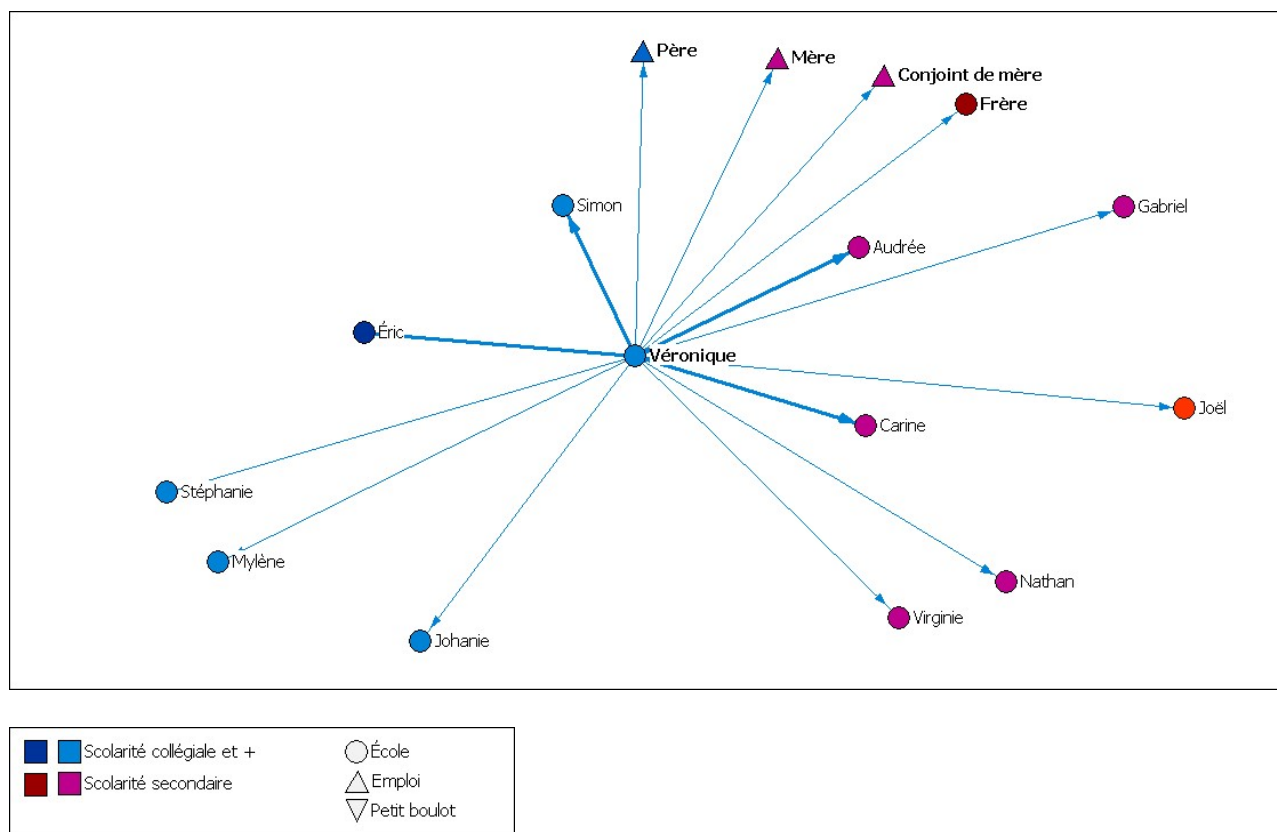 Père
Mère
Conjoint de mère
Frère
Simon
Gabriel
Audrée
Éric
Véronique
Joël
Carine
Stéphanie
Mylène
Nathan
Virginie
Johanie
Scolarité collégiale et +
École
Scolarité secondaire
Emploi
Petit boulot